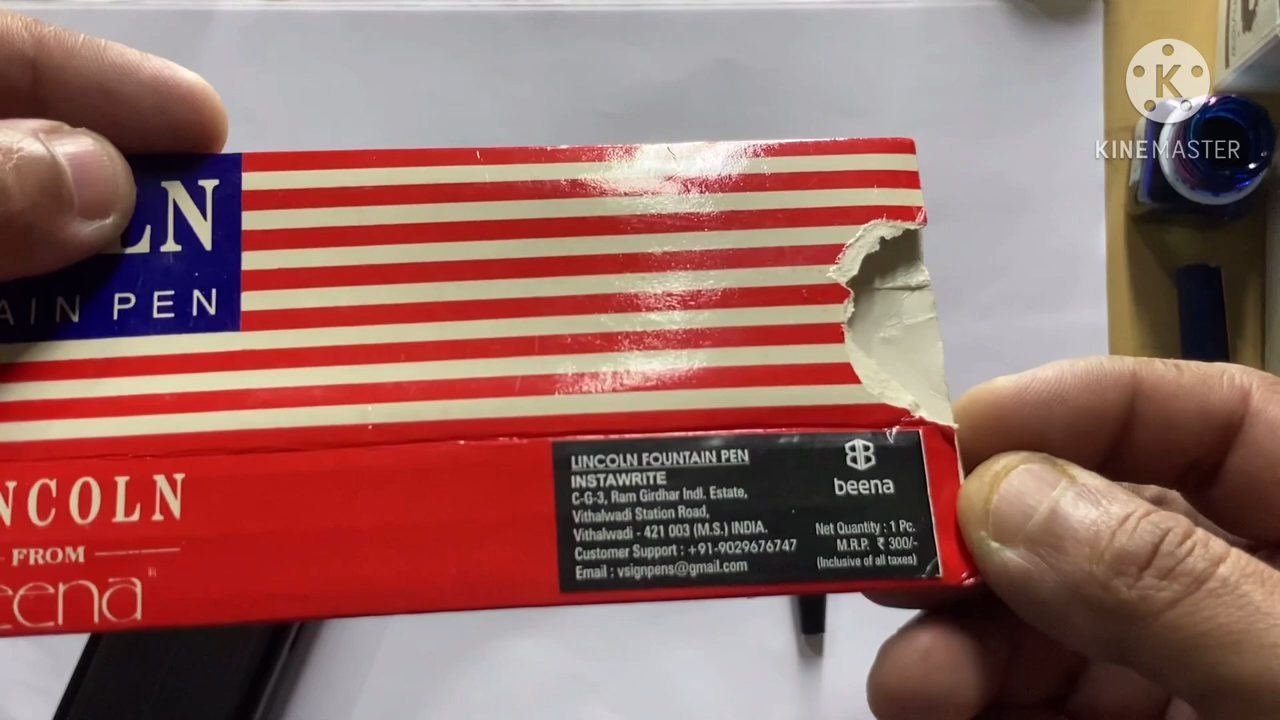 K
KINEMASTER
LN
AIN PEN
NCOLN
FROM
eena
LINCOLN FOUNTAIN PEN
INSTAWRITE
C-G-3, Ram Girdhar Indl. Estate,
Vithalwadi Station Road,
Vithalwadi - 421 003 (M.S.) INDIA.
Customer Support : +91-9029676747
Email : vsignpens@gmail.com
beena
Net Quantity : 1 Pc.
M.R.P. ₹ 300/-
(Inclusive of all taxes)